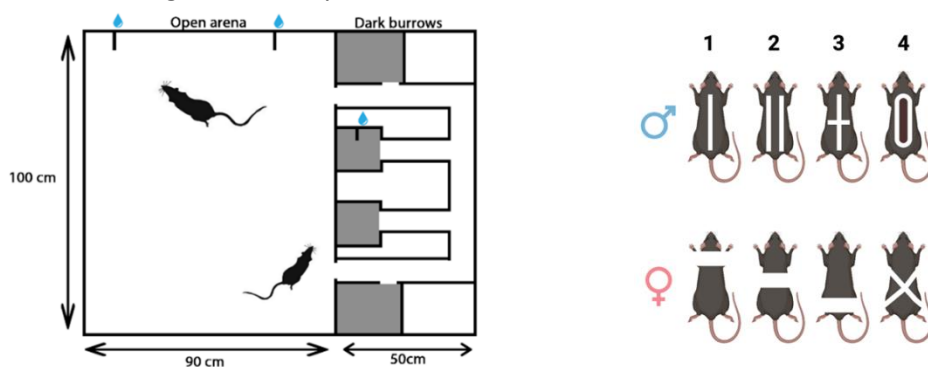 Open arena
Dark burrows
100 cm
90 cm
50cm
1 2 3 4
♂
♀